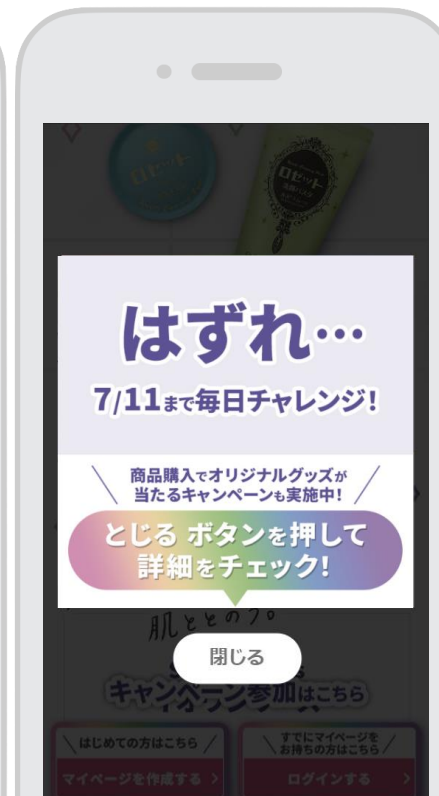 ロゼット
ロゼット
はずれ…
7/11まで毎日チャレンジ!
商品購入でオリジナルグッズが
当たるキャンペーンも実施中!
とじる ボタンを押して
詳細をチェック!
肌ととのう。
閉じる
キャンペーン参加はこちら
はじめての方はこちら
すでにマイページを
お持ちの方はこちら
マイページを作成する >
ログインする >